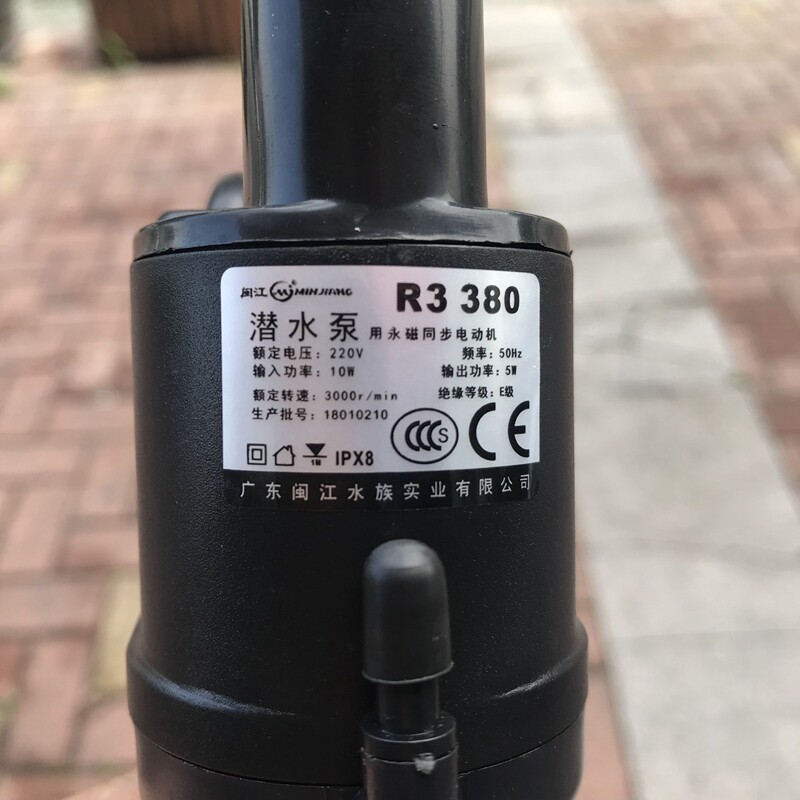 闽江 MINJIANG R3 380
潜水泵 用永磁同步电动机
额定电压: 220V 频率: 50Hz
输入功率: 10W 输出功率: 5W
额定转速: 3000r/min 绝缘等级: E级
生产批号: 18010210
CCC S CE
IPX8
广东闽江水族实业有限公司